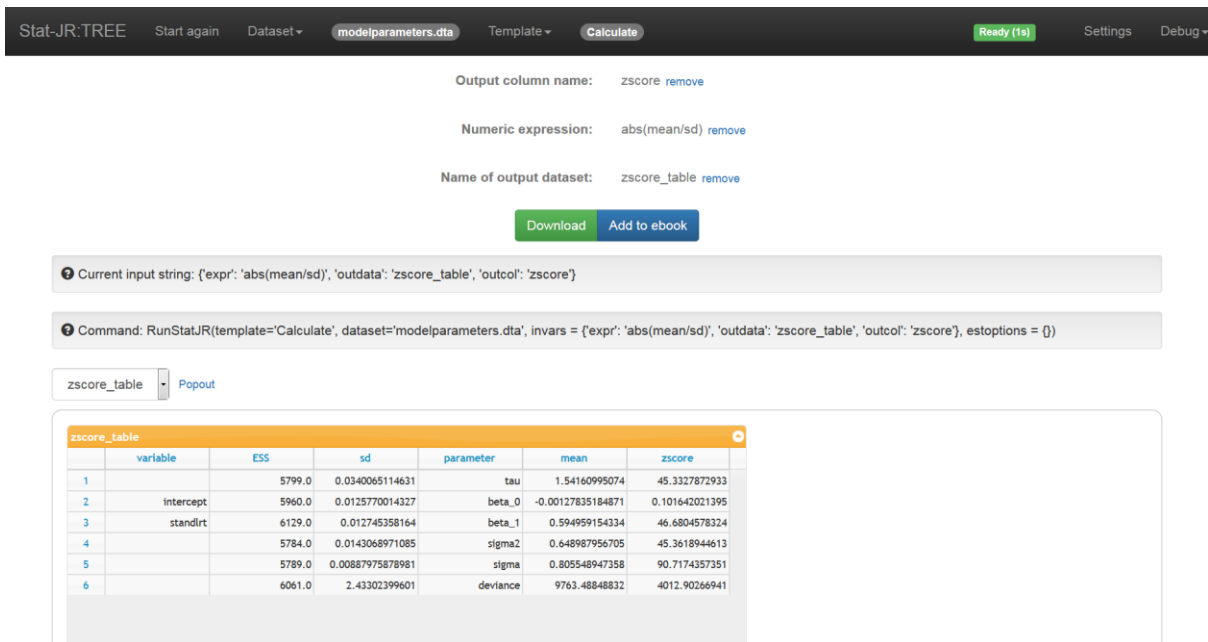 Stat-JR:TREE Start again Dataset modelparameters.dta Template Calculate Ready (1s) Settings Debug
Output column name: zscore remove
Numeric expression: abs(mean/sd) remove
Name of output dataset: zscore_table remove
Download Add to ebook
Current input string: {'expr': 'abs(mean/sd)', 'outdata': 'zscore_table', 'outcol': 'zscore'}
Command: RunStatJR(template='Calculate', dataset='modelparameters.dta', invars = {'expr': 'abs(mean/sd)', 'outdata': 'zscore_table', 'outcol': 'zscore'}, estoptions = {})
zscore_table Popout
zscore_table
variable ESS sd parameter mean zscore
1 5799.0 0.0340065114631 tau 1.54160995074 45.3327872933
2 intercept 5960.0 0.0125770014327 beta_0 -0.00127835184871 0.101642021395
3 standlrt 6129.0 0.012745358164 beta_1 0.594959154334 46.6804578324
4 5784.0 0.0143068971085 sigma2 0.648987956705 45.3618944613
5 5789.0 0.00887975878981 sigma 0.805548947358 90.7174357351
6 6061.0 2.43302399601 deviance 9763.48848832 4012.90266941